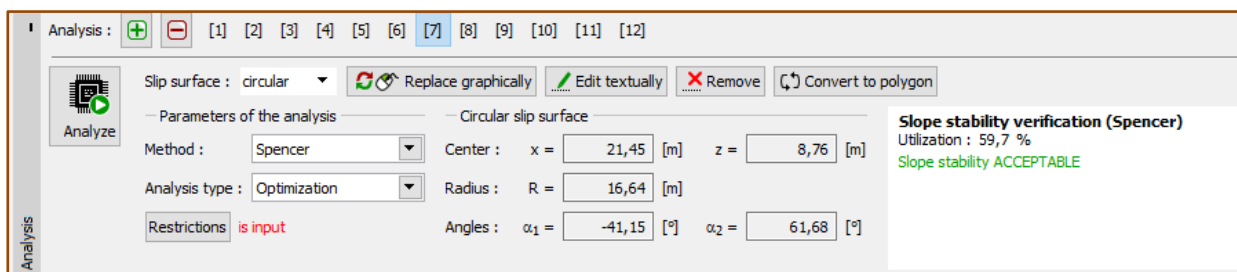 Analysis : [1] [2] [3] [4] [5] [6] [7] [8] [9] [10] [11] [12]
Analyze
Slip surface : circular Replace graphically Edit textually Remove Convert to polygon
Parameters of the analysis
Method : Spencer
Analysis type : Optimization
Restrictions is input
Circular slip surface
Center : x = 21,45 [m] z = 8,76 [m]
Radius : R = 16,64 [m]
Angles : α1 = -41,15 [°] α2 = 61,68 [°]
Slope stability verification (Spencer)
Utilization : 59,7 %
Slope stability ACCEPTABLE
Analysis